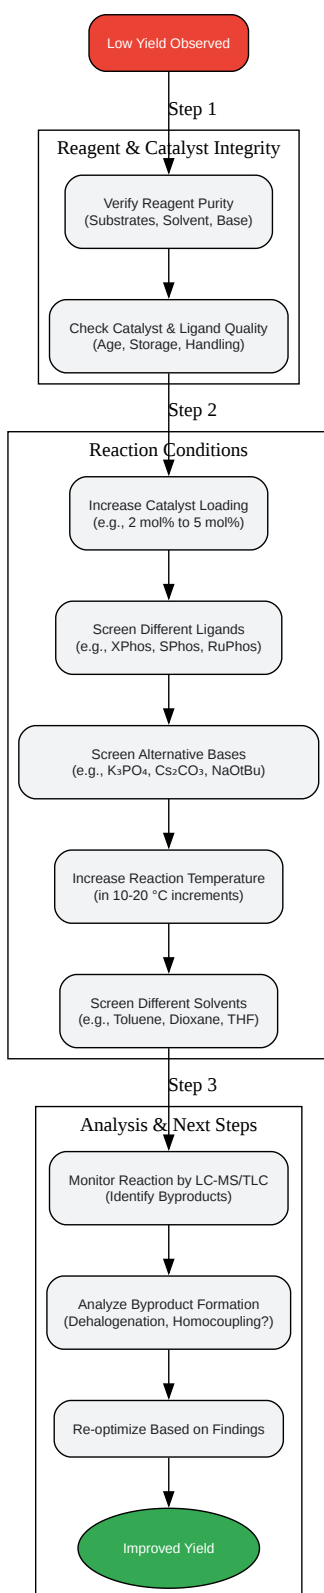 Low Yield Observed
Step 1
Reagent & Catalyst Integrity
Verify Reagent Purity
(Substrates, Solvent, Base)
Check Catalyst & Ligand Quality
(Age, Storage, Handling)
Step 2
Reaction Conditions
Increase Catalyst Loading
(e.g., 2 mol% to 5 mol%)
Screen Different Ligands
(e.g., XPhos, SPhos, RuPhos)
Screen Alternative Bases
(e.g., K₃PO₄, Cs₂CO₃, NaOtBu)
Increase Reaction Temperature
(in 10-20 °C increments)
Screen Different Solvents
(e.g., Toluene, Dioxane, THF)
Step 3
Analysis & Next Steps
Monitor Reaction by LC-MS/TLC
(Identify Byproducts)
Analyze Byproduct Formation
(Dehalogenation, Homocoupling?)
Re-optimize Based on Findings
Improved Yield